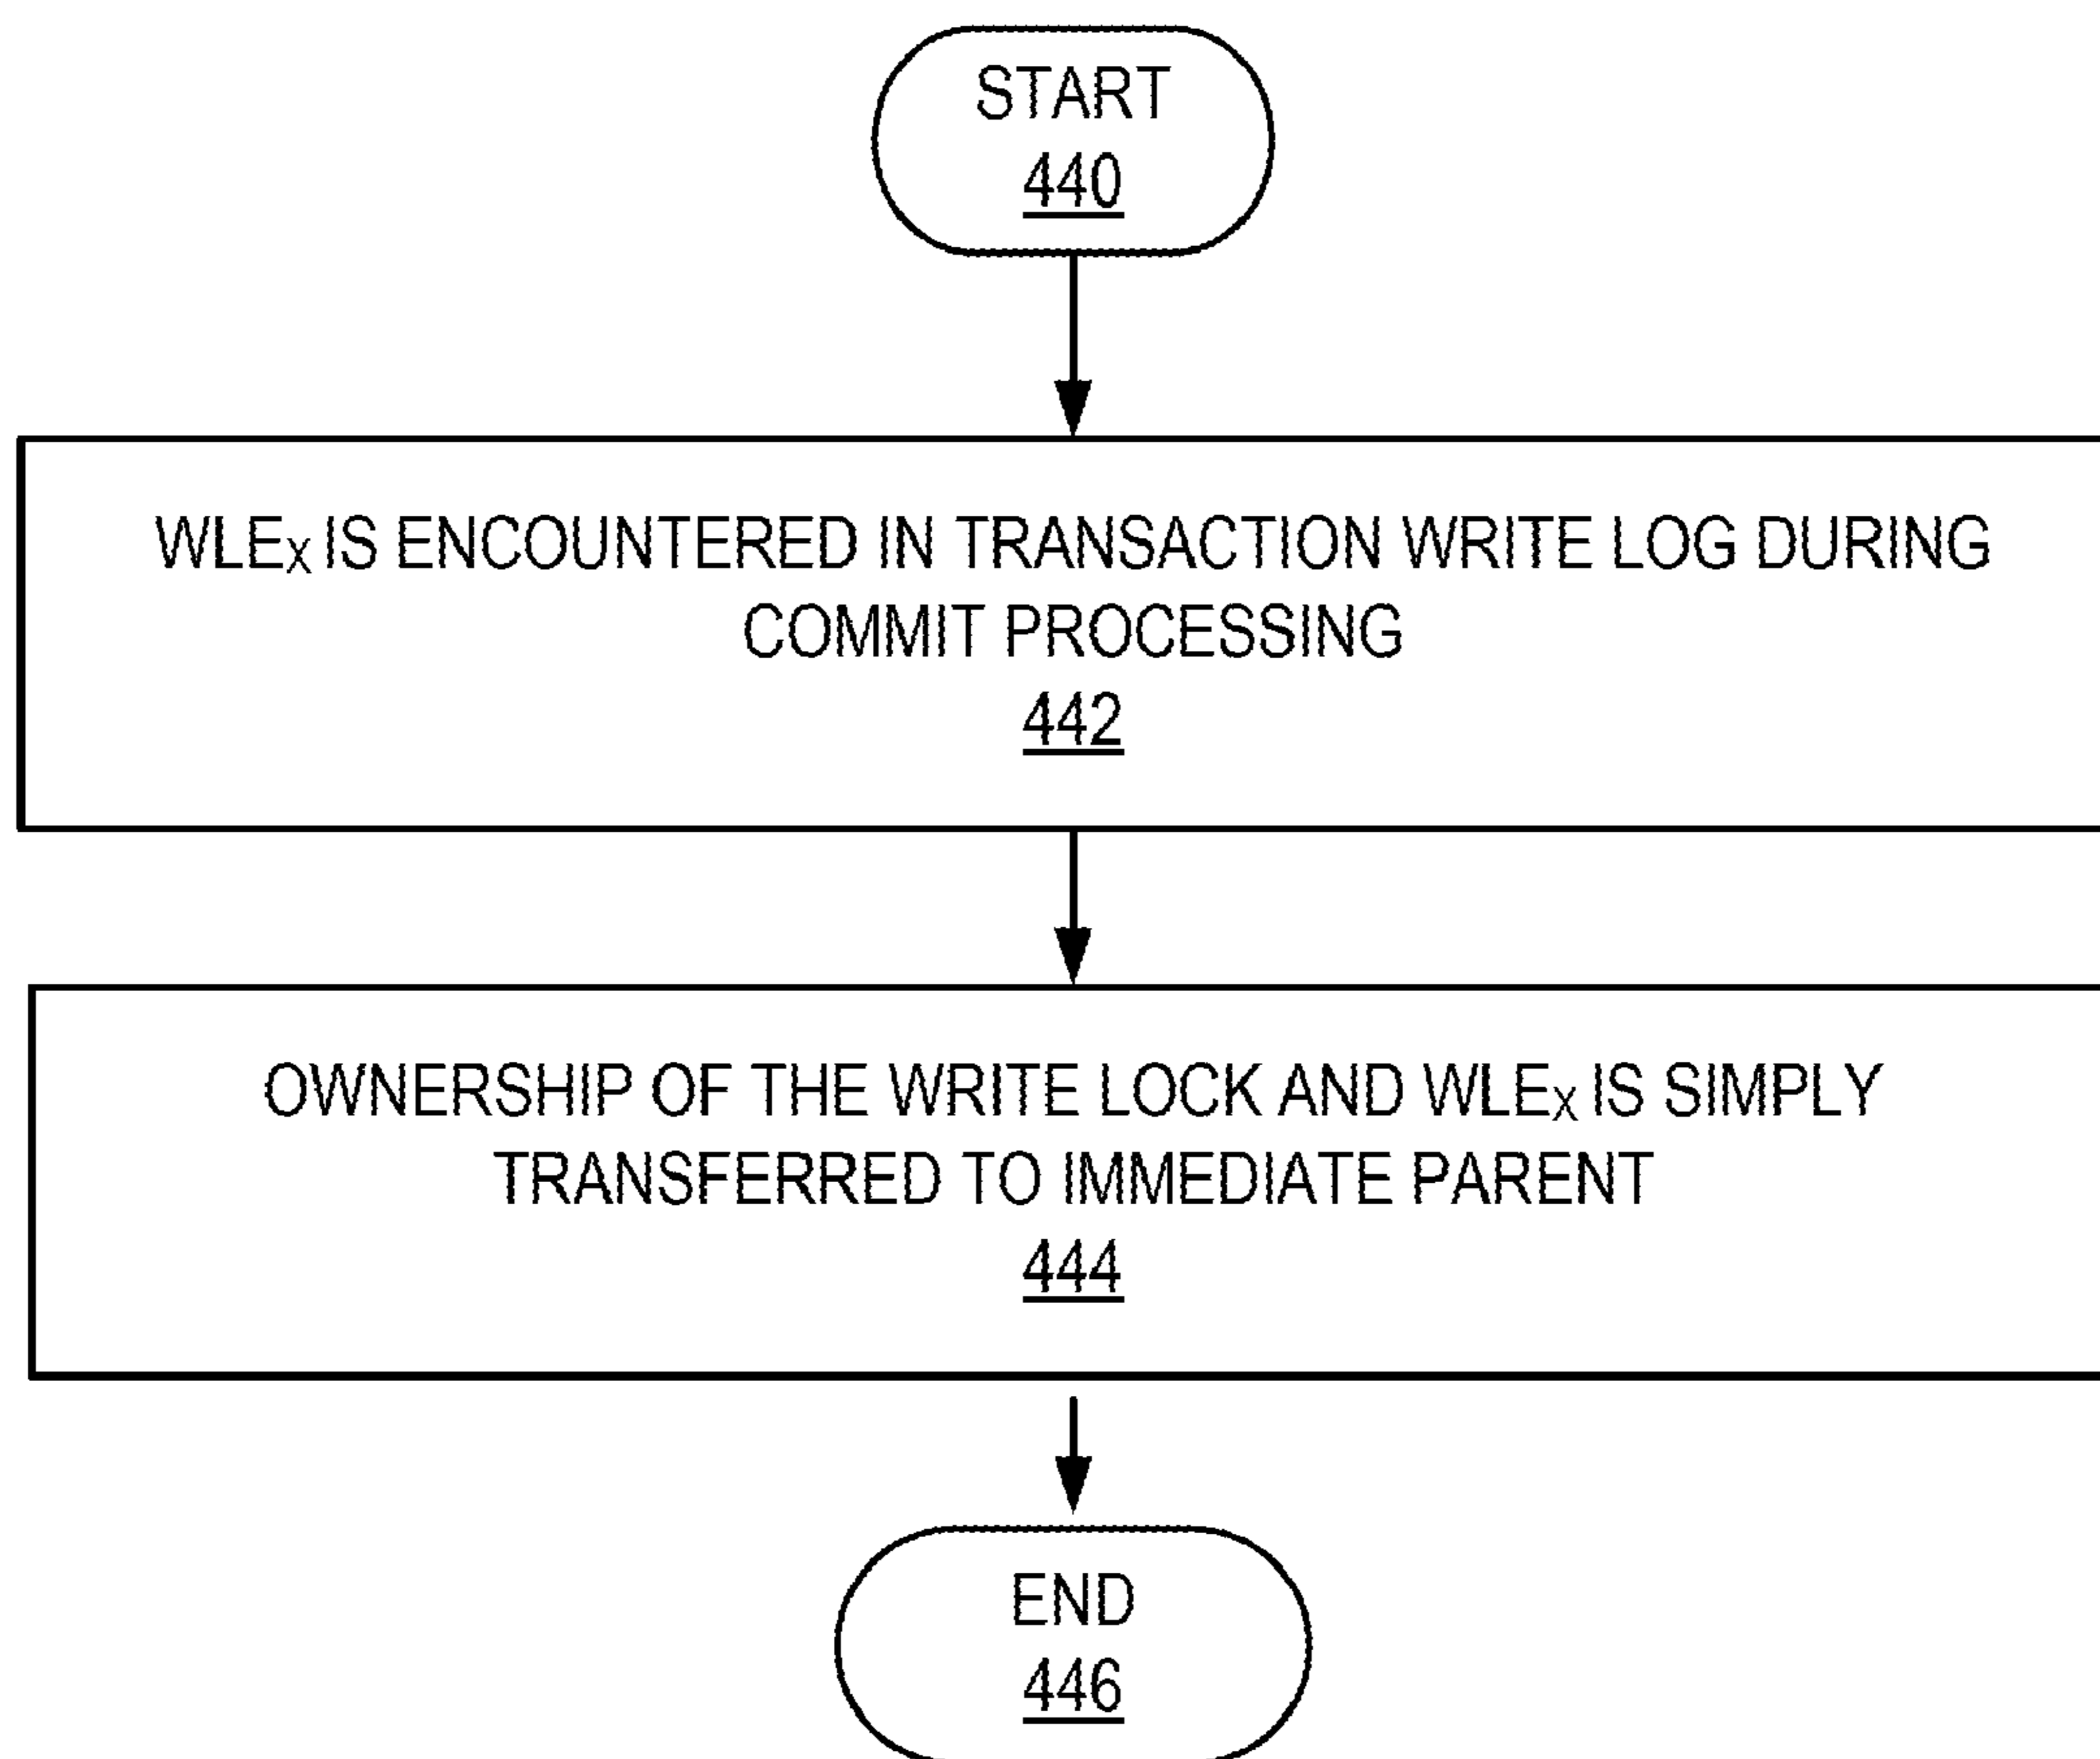 START
440
WLEX IS ENCOUNTERED IN TRANSACTION WRITE LOG DURING
COMMIT PROCESSING
442
OWNERSHIP OF THE WRITE LOCK AND WLEX IS SIMPLY
TRANSFERRED TO IMMEDIATE PARENT
444
END
446